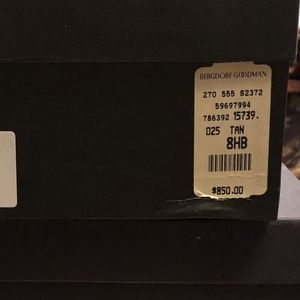 BERGDORF GOODMAN
270 555 S2372
59697994
786392 15739.
025 TAN
8HB
$850.00